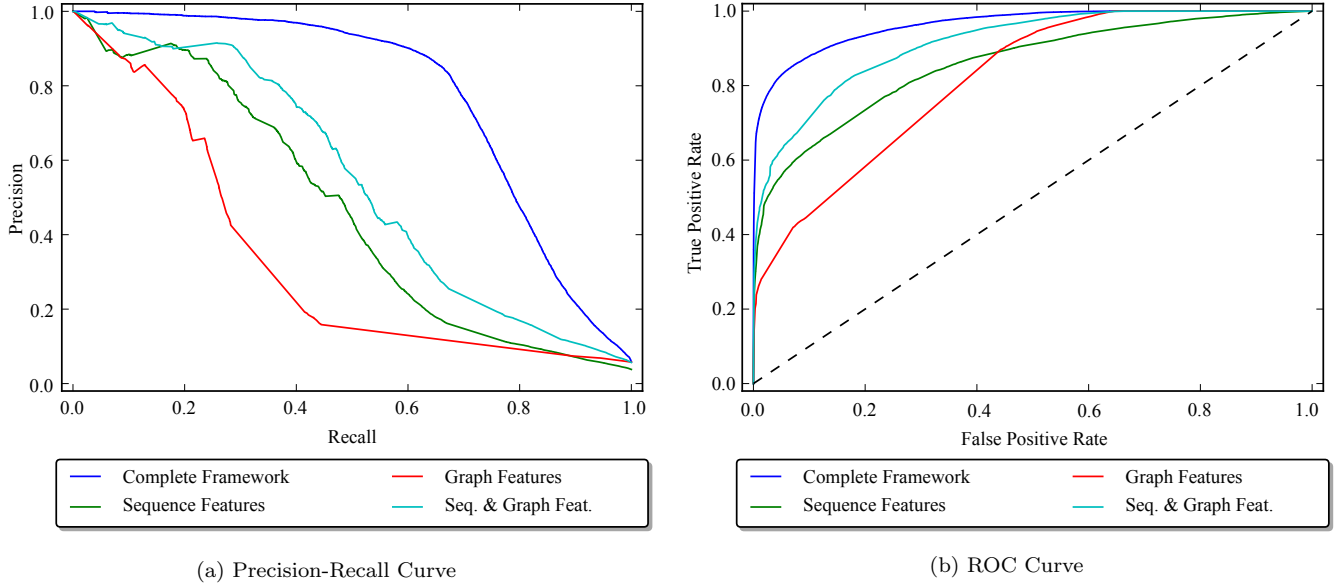 1.0
0.8
0.6
0.4
0.2
0.0
Precision
0.0 0.2 0.4 0.6 0.8 1.0
Recall
Complete Framework
Graph Features
Sequence Features
Seq. & Graph Feat.
(a) Precision-Recall Curve
1.0
0.8
0.6
0.4
0.2
0.0
True Positive Rate
0.0 0.2 0.4 0.6 0.8 1.0
False Positive Rate
Complete Framework
Graph Features
Sequence Features
Seq. & Graph Feat.
(b) ROC Curve